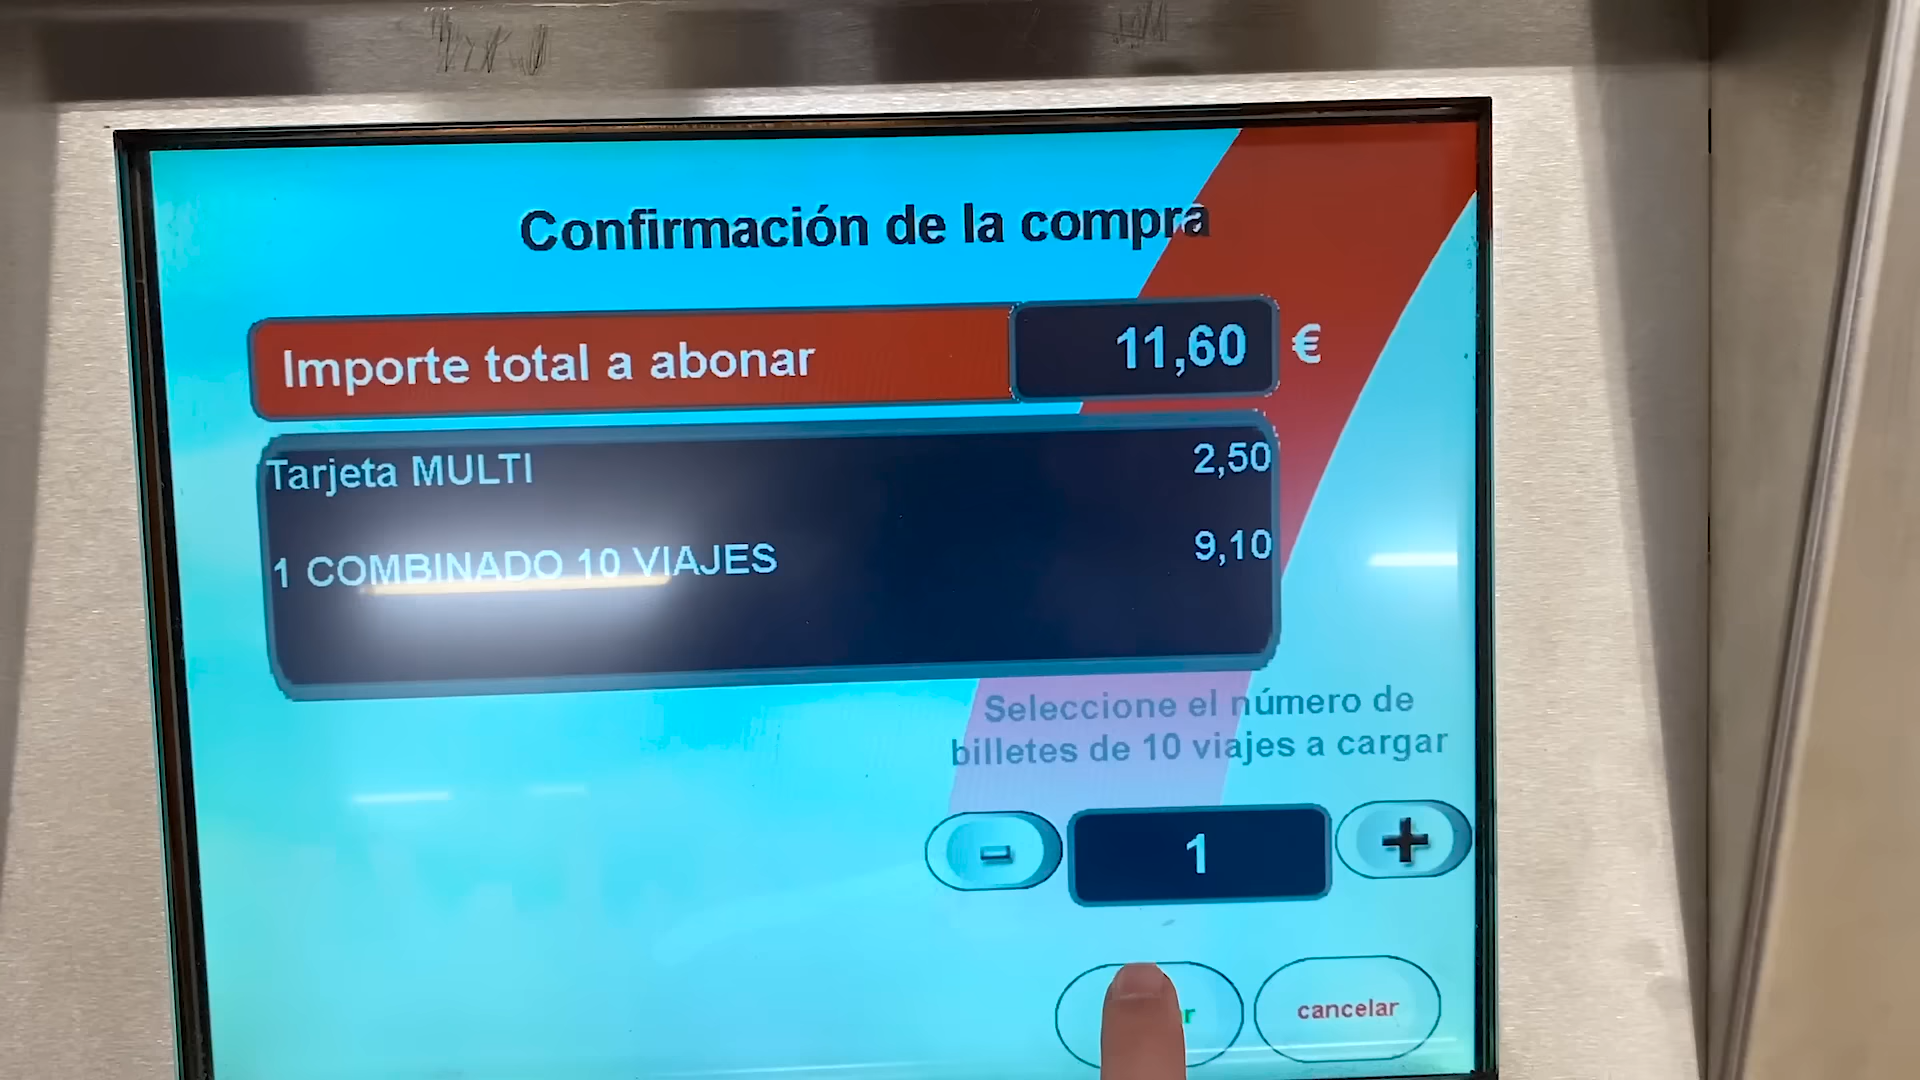 Confirmación de la compra
Importe total a abonar 11,60 €
Tarjeta MULTI 2,50
1 COMBINADO 10 VIAJES 9,10
Seleccione el número de
billetes de 10 viajes a cargar
- 1 +
cancelar